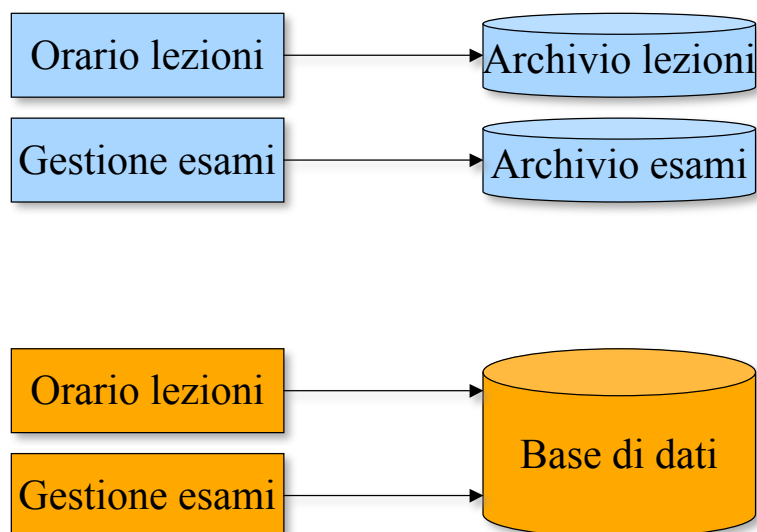 Orario lezioni
Archivio lezioni
Gestione esami
Archivio esami
Orario lezioni
Base di dati
Gestione esami